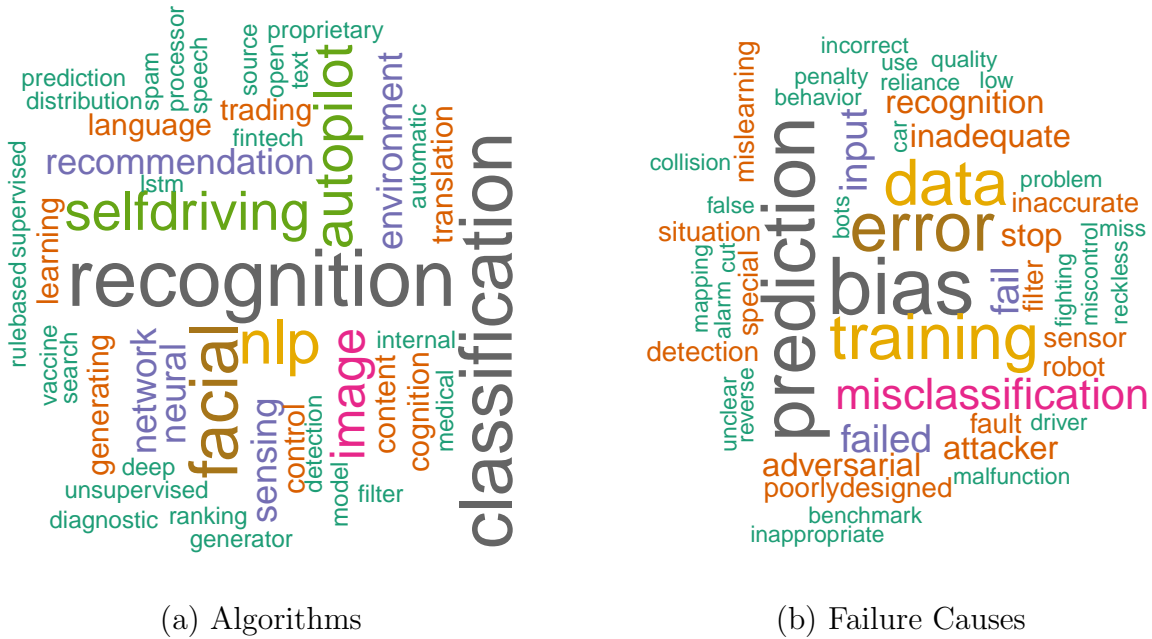 proprietary
source
open
text
autopilot
processor
speech
spam
prediction
distribution
language
trading
fintech
environment
automatic
translation
classification
recommendation
lstm
selfdriving
supervised
rulebased
learning
recognition
vaccine
search
generating
network
neural
facial
nlp
image
internal
content
cognition
medical
sensing
control
detection
model
filter
deep
unsupervised
diagnostic
ranking
generator
(a) Algorithms
incorrect
use
quality
penalty
reliance
low
behavior
recognition
mislearning
input
car
inadequate
collision
prediction
data
problem
false
bots
inaccurate
situation
error
stop
miss
mapping
alarm
cut
special
bias
fail
filter
fighting
miscontrol
reckless
training
sensor
detection
robot
unclear
reverse
misclassification
failed
fault
driver
attacker
adversarial
malfunction
poorlydesigned
benchmark
inappropriate
(b) Failure Causes